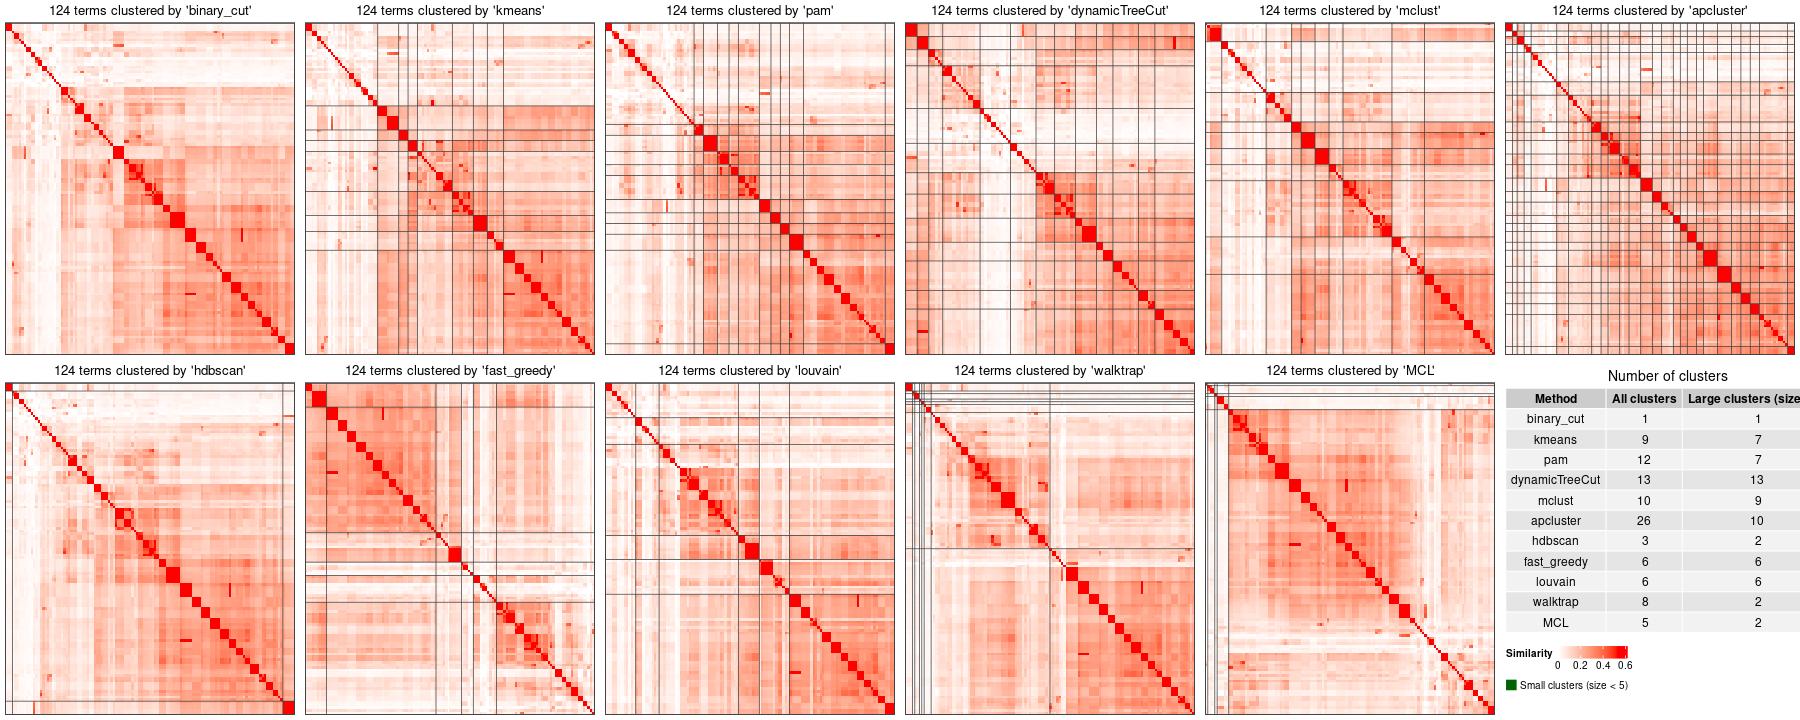 124 terms clustered by 'binary_cut'
124 terms clustered by 'kmeans'
124 terms clustered by 'pam'
124 terms clustered by 'dynamicTreeCut'
124 terms clustered by 'mclust'
124 terms clustered by 'apcluster'
124 terms clustered by 'hdbscan'
124 terms clustered by 'fast_greedy'
124 terms clustered by 'louvain'
124 terms clustered by 'walktrap'
124 terms clustered by 'MCL'
Number of clusters
Method All clusters Large clusters (size
binary_cut 1 1
kmeans 9 7
pam 12 7
dynamicTreeCut 13 13
mclust 10 9
apcluster 26 10
hdbscan 3 2
fast_greedy 6 6
louvain 6 6
walktrap 8 2
MCL 5 2
Similarity
0 0.2 0.4 0.6
Small clusters (size < 5)